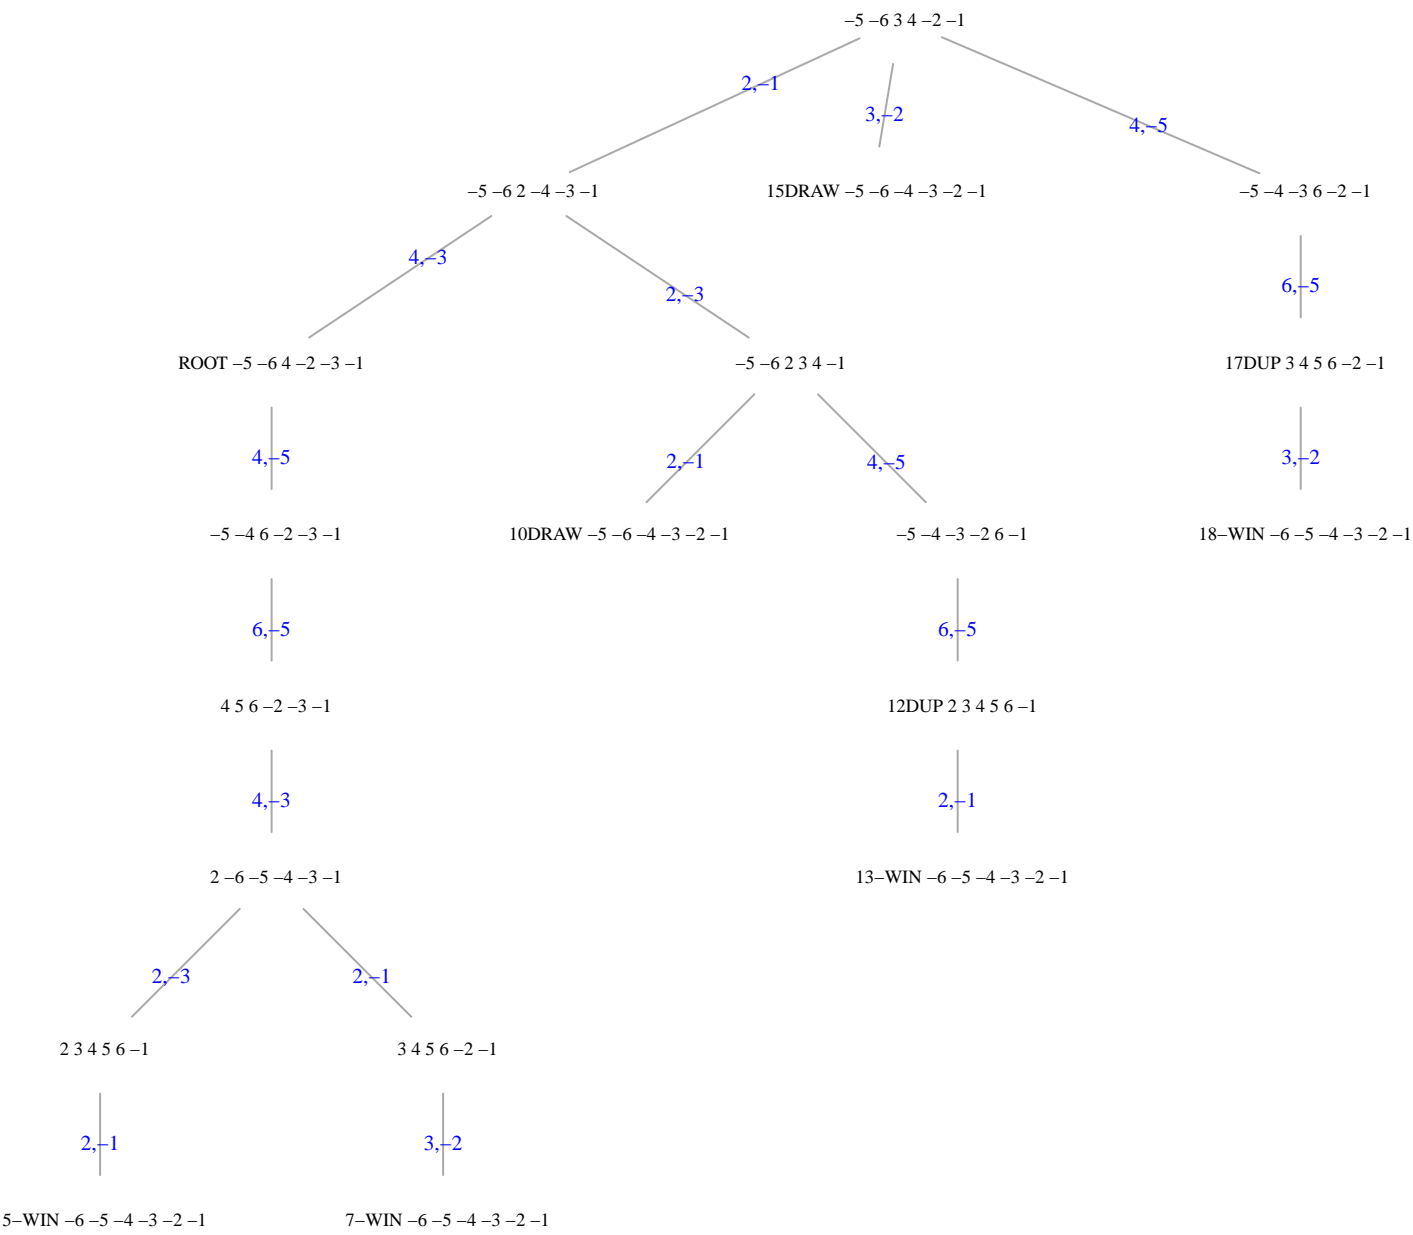 –5 –6 3 4 –2 –1
2,–1
3,–2
4,–5
–5 –6 2 –4 –3 –1
15DRAW –5 –6 –4 –3 –2 –1
–5 –4 –3 6 –2 –1
4,–3
2,–3
6,–5
ROOT –5 –6 4 –2 –3 –1
–5 –6 2 3 4 –1
17DUP 3 4 5 6 –2 –1
4,–5
2,–1
4,–5
3,–2
–5 –4 6 –2 –3 –1
10DRAW –5 –6 –4 –3 –2 –1
–5 –4 –3 –2 6 –1
18–WIN –6 –5 –4 –3 –2 –1
6,–5
6,–5
4 5 6 –2 –3 –1
12DUP 2 3 4 5 6 –1
4,–3
2,–1
2 –6 –5 –4 –3 –1
13–WIN –6 –5 –4 –3 –2 –1
2,–3
2,–1
2 3 4 5 6 –1
3 4 5 6 –2 –1
2,–1
3,–2
5–WIN –6 –5 –4 –3 –2 –1
7–WIN –6 –5 –4 –3 –2 –1